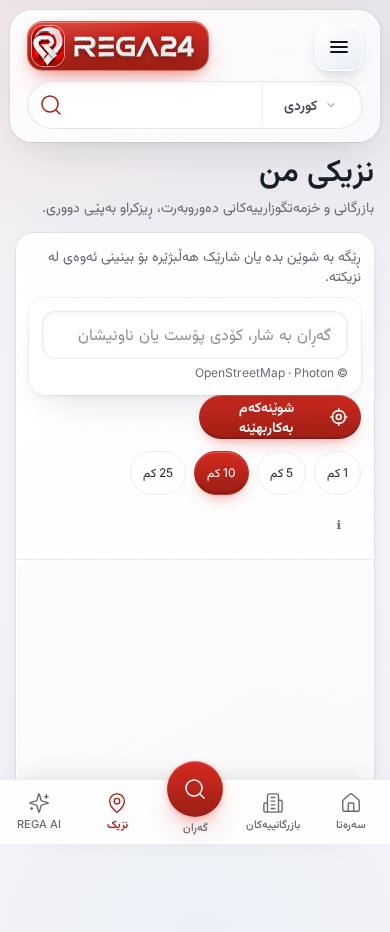 REGA24
کوردی
نزیکی من
بازرگانی و خزمەتگوزارییەکانی دەوروبەرت، ڕیزکراو بەپێی دووری.
ڕێگە بە شوێن بدە یان شارێک هەڵبژێرە بۆ بینینی ئەوەی لە
نزیکتە.
گەڕان بە شار، کۆدی پۆست یان ناونیشان
© OpenStreetMap · Photon
شوێنەکەم
بەکاربهێنە
1 کم
5 کم
10 کم
25 کم
ℹ
سەرەتا
بازرگانییەکان
گەڕان
نزیک
REGA AI